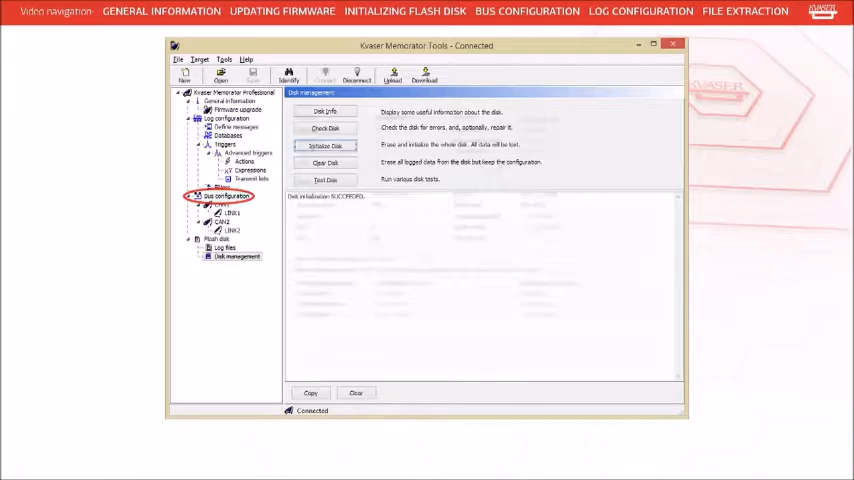 Video navigation: GENERAL INFORMATION UPDATING FIRMWARE INITIALIZING FLASH DISK BUS CONFIGURATION LOG CONFIGURATION FILE EXTRACTION KVASER
Kvaser Memorator Tools - Connected
File Target Tools Help
New Open Save Identify Connect Disconnect Upload Download
Kvaser Memorator Professional
General information
Firmware upgrade
Log configuration
Define messages
Databases
Triggers
Advanced triggers
Actions
Expressions
Transmit lists
Filters
Bus configuration
CAN1
LINK1
CAN2
LINK2
Flash disk
Log files
Disk management
Disk management
Disk Info Display some useful information about the disk.
Check Disk Check the disk for errors, and, optionally, repair it.
Initialize Disk Erase and initialize the whole disk. All data will be lost.
Clear Disk Erase all logged data from the disk but keep the configuration.
Test Disk Run various disk tests.
Disk initialization SUCCEEDED.
Copy Clear
Connected
KVASER